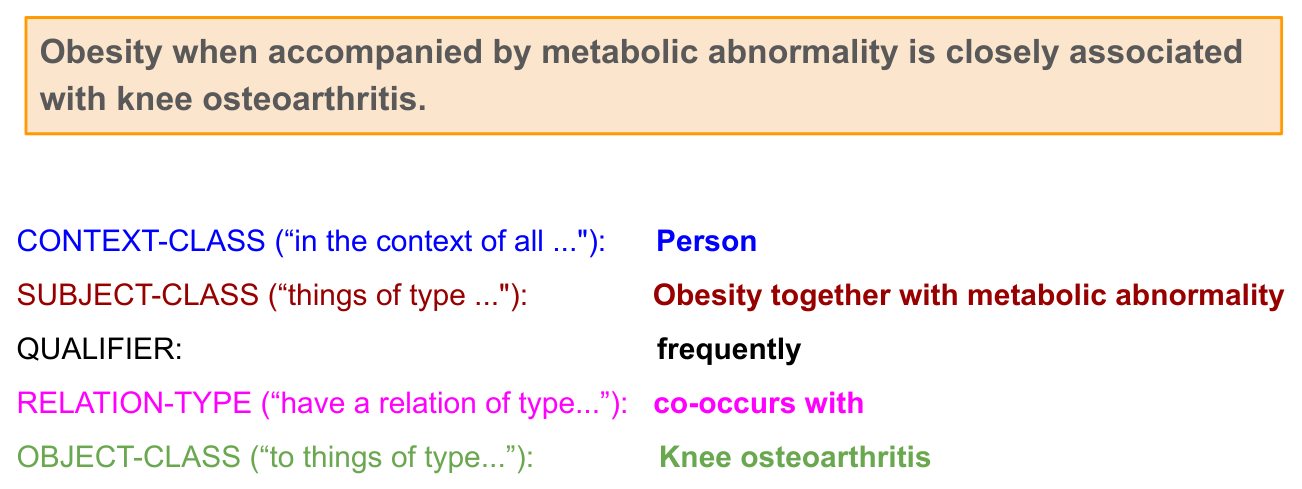 Obesity when accompanied by metabolic abnormality is closely associated
with knee osteoarthritis.
CONTEXT-CLASS (“in the context of all ..."): Person
SUBJECT-CLASS (“things of type ..."): Obesity together with metabolic abnormality
QUALIFIER: frequently
RELATION-TYPE (“have a relation of type...”): co-occurs with
OBJECT-CLASS (“to things of type...”): Knee osteoarthritis